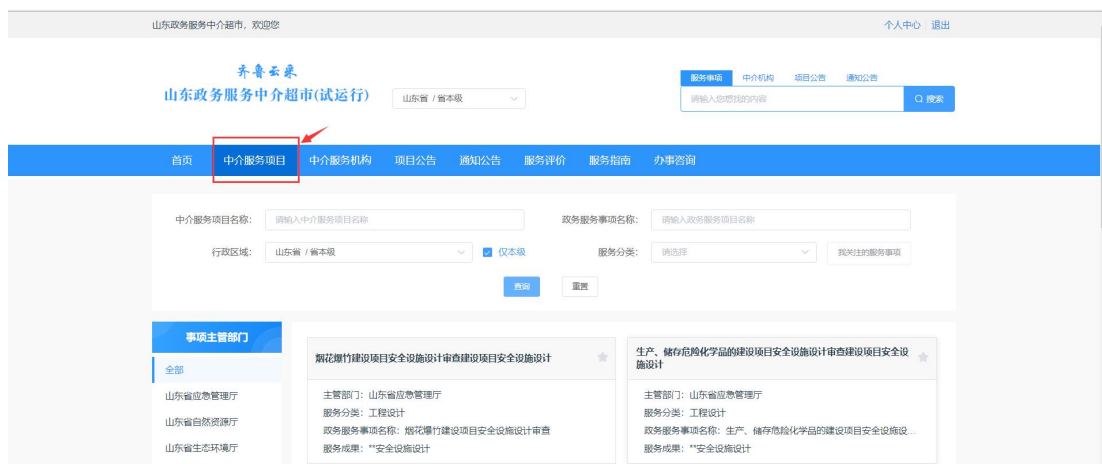 山东政务服务中介超市，欢迎您 个人中心 退出
齐鲁云采
山东政务服务中介超市(试运行)
山东省 / 省本级
服务事项 中介机构 项目公告 通知公告
请输入您想找的内容 搜索
首页 中介服务项目 中介服务机构 项目公告 通知公告 服务评价 服务指南 办事咨询
中介服务项目名称： 请输入中介服务项目名称 政务服务事项名称： 请输入政务服务项目名称
行政区域： 山东省 / 省本级 仅本级 服务分类： 请选择 我关注的服务事项
查询 重置
事项主管部门
全部
山东省应急管理厅
山东省自然资源厅
山东省生态环境厅
烟花爆竹建设项目安全设施设计审查建设项目安全设施设计
主管部门：山东省应急管理厅
服务分类：工程设计
政务服务事项名称：烟花爆竹建设项目安全设施设计审查
服务成果：**安全设施设计
生产、储存危险化学品的建设项目安全设施设计审查建设项目安全设
施设计
主管部门：山东省应急管理厅
服务分类：工程设计
政务服务事项名称：生产、储存危险化学品的建设项目安全设施设...
服务成果：**安全设施设计